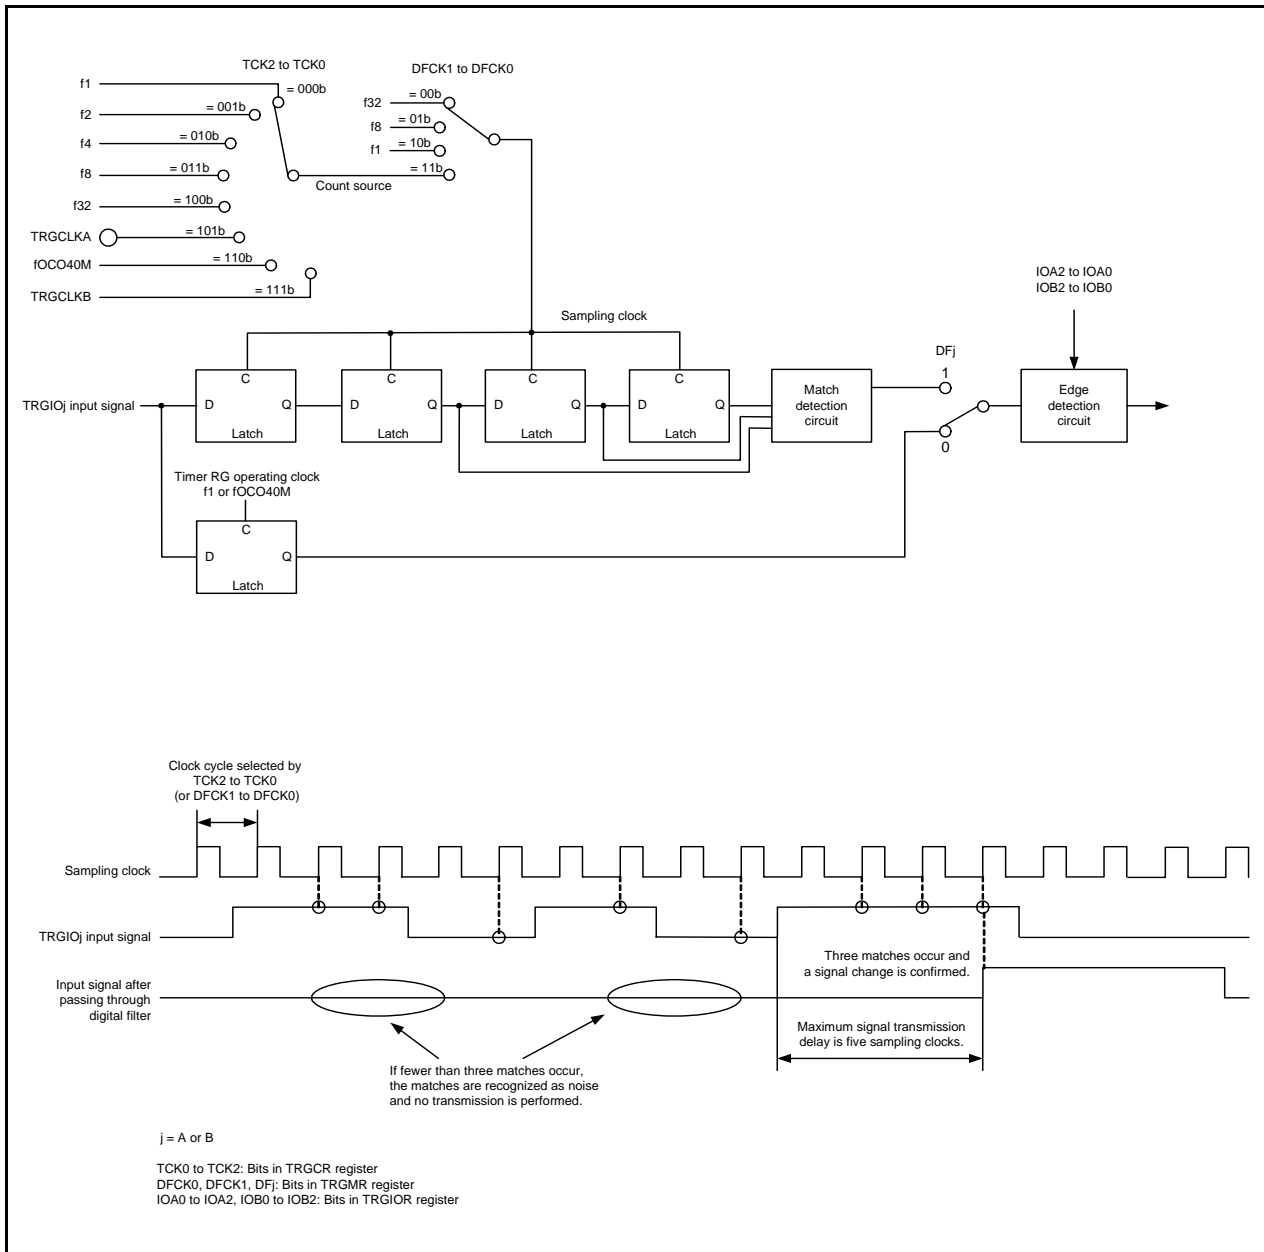 TCK2 to TCK0
DFCK1 to DFCK0
f1
= 000b
f2
= 001b
f4
= 010b
f8
= 011b
f32
= 100b
TRGCLKA
= 101b
fOCO40M
= 110b
TRGCLKB
= 111b
f32
= 00b
f8
= 01b
f1
= 10b
= 11b
Count source
IOA2 to IOA0
IOB2 to IOB0
Sampling clock
DFj
1
0
TRGIOj input signal
C
D
Q
Latch
C
D
Q
Latch
C
D
Q
Latch
C
D
Q
Latch
Match
detection
circuit
Edge
detection
circuit
Timer RG operating clock
f1 or fOCO40M
C
D
Q
Latch
Clock cycle selected by
TCK2 to TCK0
(or DFCK1 to DFCK0)
Sampling clock
TRGIOj input signal
Three matches occur and
a signal change is confirmed.
Input signal after
passing through
digital filter
Maximum signal transmission
delay is five sampling clocks.
If fewer than three matches occur,
the matches are recognized as noise
and no transmission is performed.
j = A or B
TCK0 to TCK2: Bits in TRGCR register
DFCK0, DFCK1, DFj: Bits in TRGMR register
IOA0 to IOA2, IOB0 to IOB2: Bits in TRGIOR register